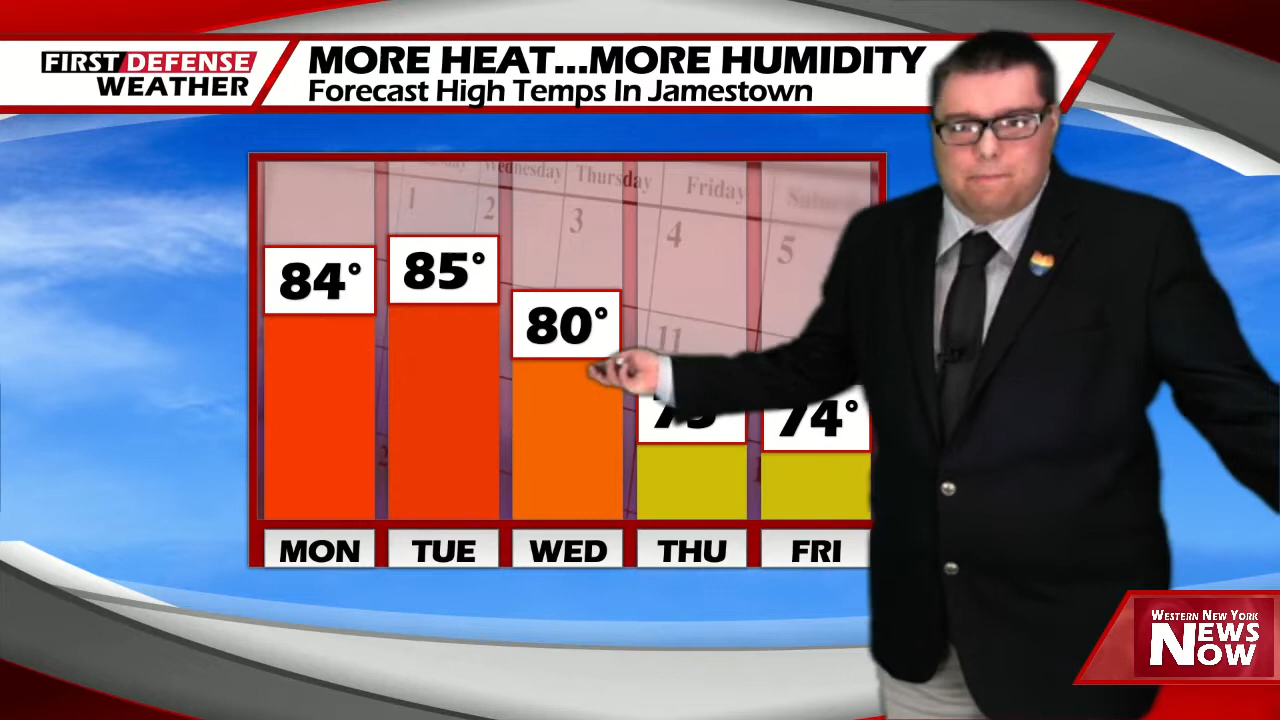 FIRST DEFENSE
WEATHER
MORE HEAT...MORE HUMIDITY
Forecast High Temps In Jamestown
Wednesday Thursday Friday
1 2 3 4 5
11
84° 85° 80° 74°
MON TUE WED THU FRI
WESTERN NEW YORK
NEWS
NOW